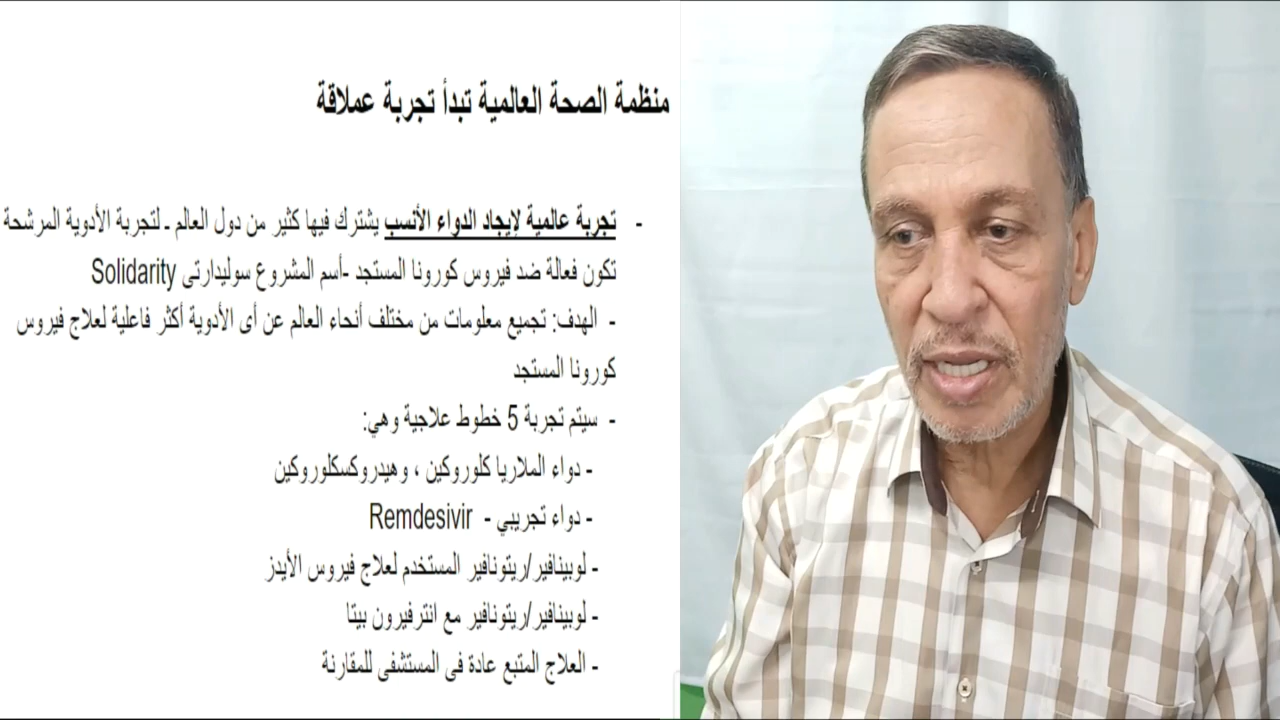 منظمة الصحة العالمية تبدأ تجربة عملاقة
- تجربة عالمية لإيجاد الدواء الأنسب يشترك فيها كثير من دول العالم ـ لتجربة الأدوية المرشحة
تكون فعالة ضد فيروس كورونا المستجد -أسم المشروع سوليدارتى Solidarity
- الهدف: تجميع معلومات من مختلف أنحاء العالم عن أى الأدوية أكثر فاعلية لعلاج فيروس
كورونا المستجد
- سيتم تجربة 5 خطوط علاجية وهي:
- دواء الملاريا كلوروكين ، وهيدروكسكلوروكين
- دواء تجريبي - Remdesivir
- لوبينافير/ريتونافير المستخدم لعلاج فيروس الأيدز
- لوبينافير/ريتونافير مع انترفيرون بيتا
- العلاج المتبع عادة فى المستشفى للمقارنة